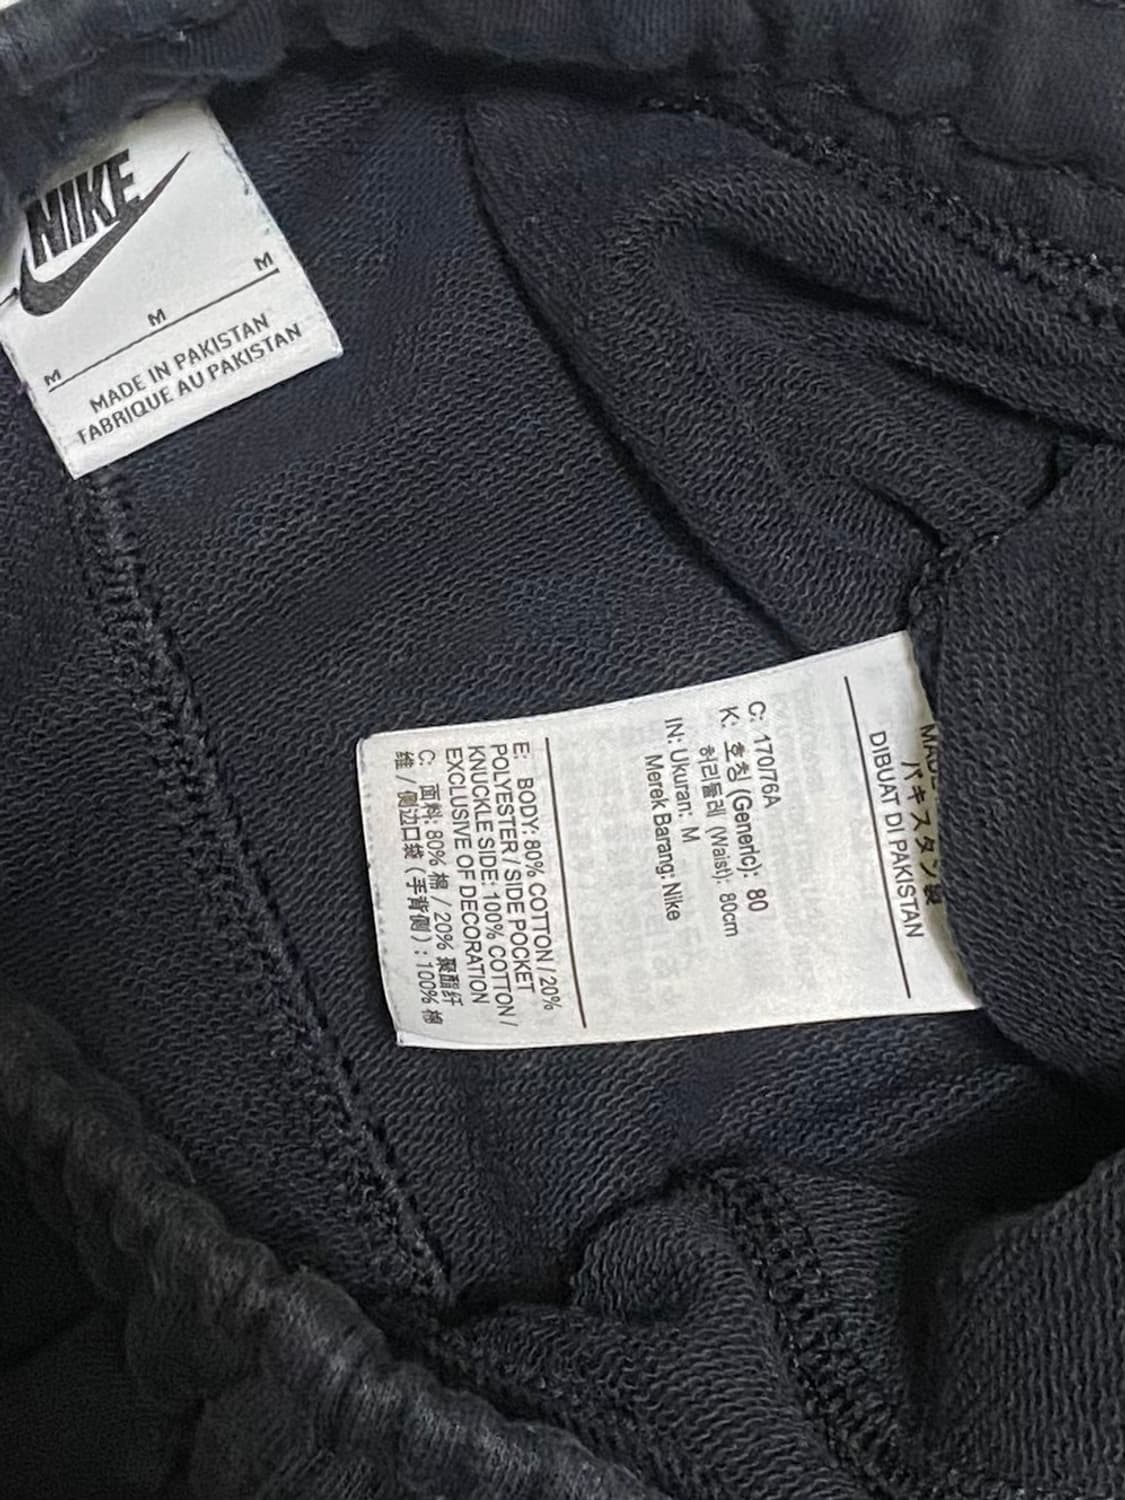 NIKE
M M M
MADE IN PAKISTAN
FABRIQUE AU PAKISTAN
MADE
パキスタン製
DIBUAT DI PAKISTAN
C: 170/76A
K: 호칭 (Generic): 80
허리둘레 (Waist): 80cm
IN: Ukuran: M
Merek Barang: Nike
E: BODY: 80% COTTON / 20%
POLYESTER / SIDE POCKET
KNUCKLE SIDE: 100% COTTON /
EXCLUSIVE OF DECORATION
C: 面料: 80% 棉 / 20% 聚酯纤
维 / 侧边口袋 (手背侧) : 100% 棉